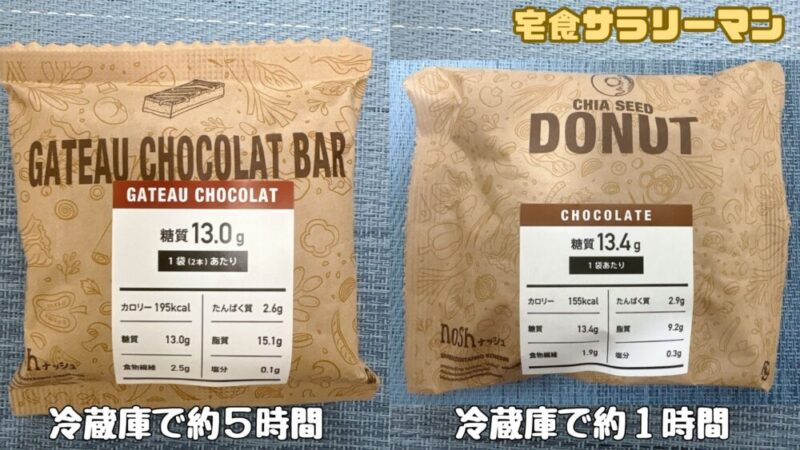 宅食サラリーマン
GATEAU CHOCOLAT BAR
GATEAU CHOCOLAT
糖質 13.0 g
1袋(2本)あたり
カロリー 195kcal
たんぱく質 2.6g
糖質 13.0g
脂質 15.1g
食物繊維 2.5g
塩分 0.1g
h ナッシュ
冷蔵庫で約５時間
CHIA SEED
DONUT
CHOCOLATE
糖質 13.4 g
1袋あたり
カロリー 155kcal
たんぱく質 2.9g
糖質 13.4g
脂質 9.2g
食物繊維 1.9g
塩分 0.3g
nosh ナッシュ
冷蔵庫で約１時間